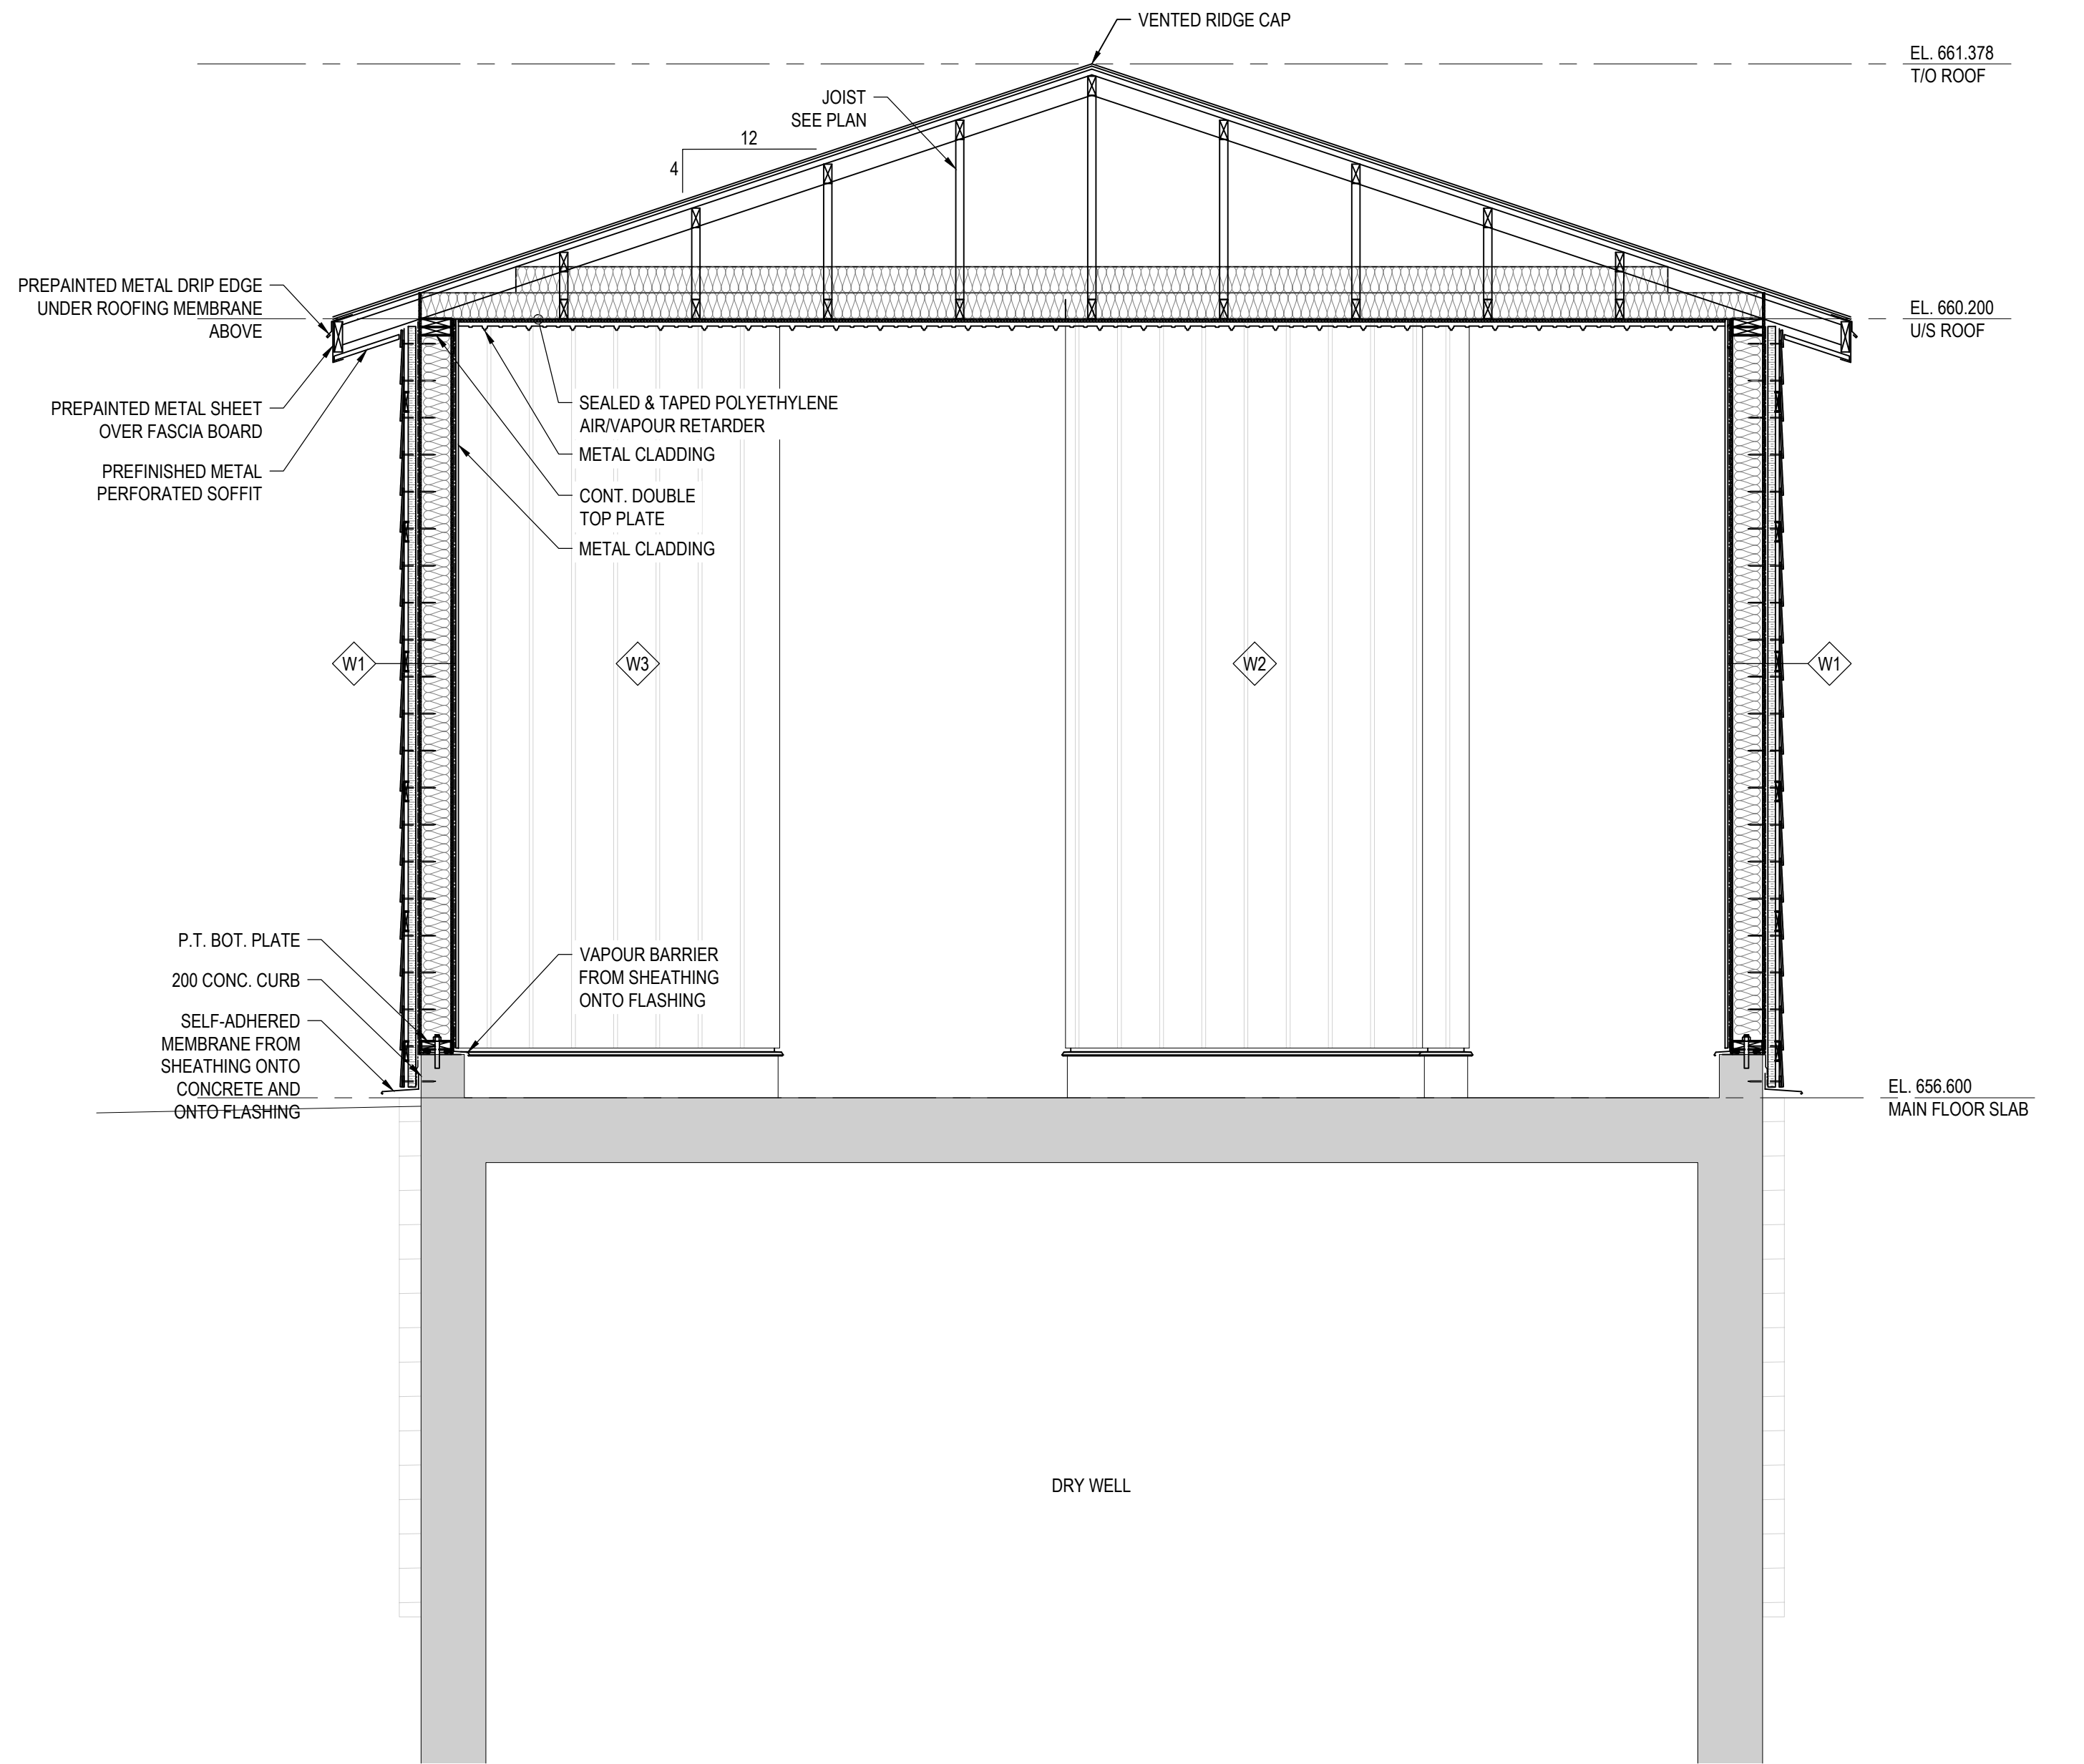 VENTED RIDGE CAP
EL. 661.378
T/O ROOF
JOIST
SEE PLAN
12
4
PREPAINTED METAL DRIP EDGE
UNDER ROOFING MEMBRANE
ABOVE
EL. 660.200
U/S ROOF
PREPAINTED METAL SHEET
OVER FASCIA BOARD
PREFINISHED METAL
PERFORATED SOFFIT
SEALED & TAPED POLYETHYLENE
AIR/VAPOUR RETARDER
METAL CLADDING
CONT. DOUBLE
TOP PLATE
METAL CLADDING
W1
W3
W2
W1
P.T. BOT. PLATE
200 CONC. CURB
SELF-ADHERED
MEMBRANE FROM
SHEATHING ONTO
CONCRETE AND
ONTO FLASHING
VAPOUR BARRIER
FROM SHEATHING
ONTO FLASHING
EL. 656.600
MAIN FLOOR SLAB
DRY WELL